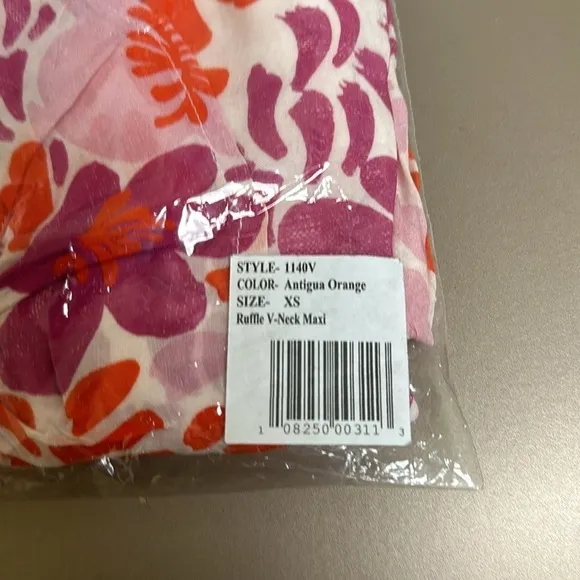 STYLE- 1140V
COLOR- Antigua Orange
SIZE- XS
Ruffle V-Neck Maxi
1 08250 00311 3